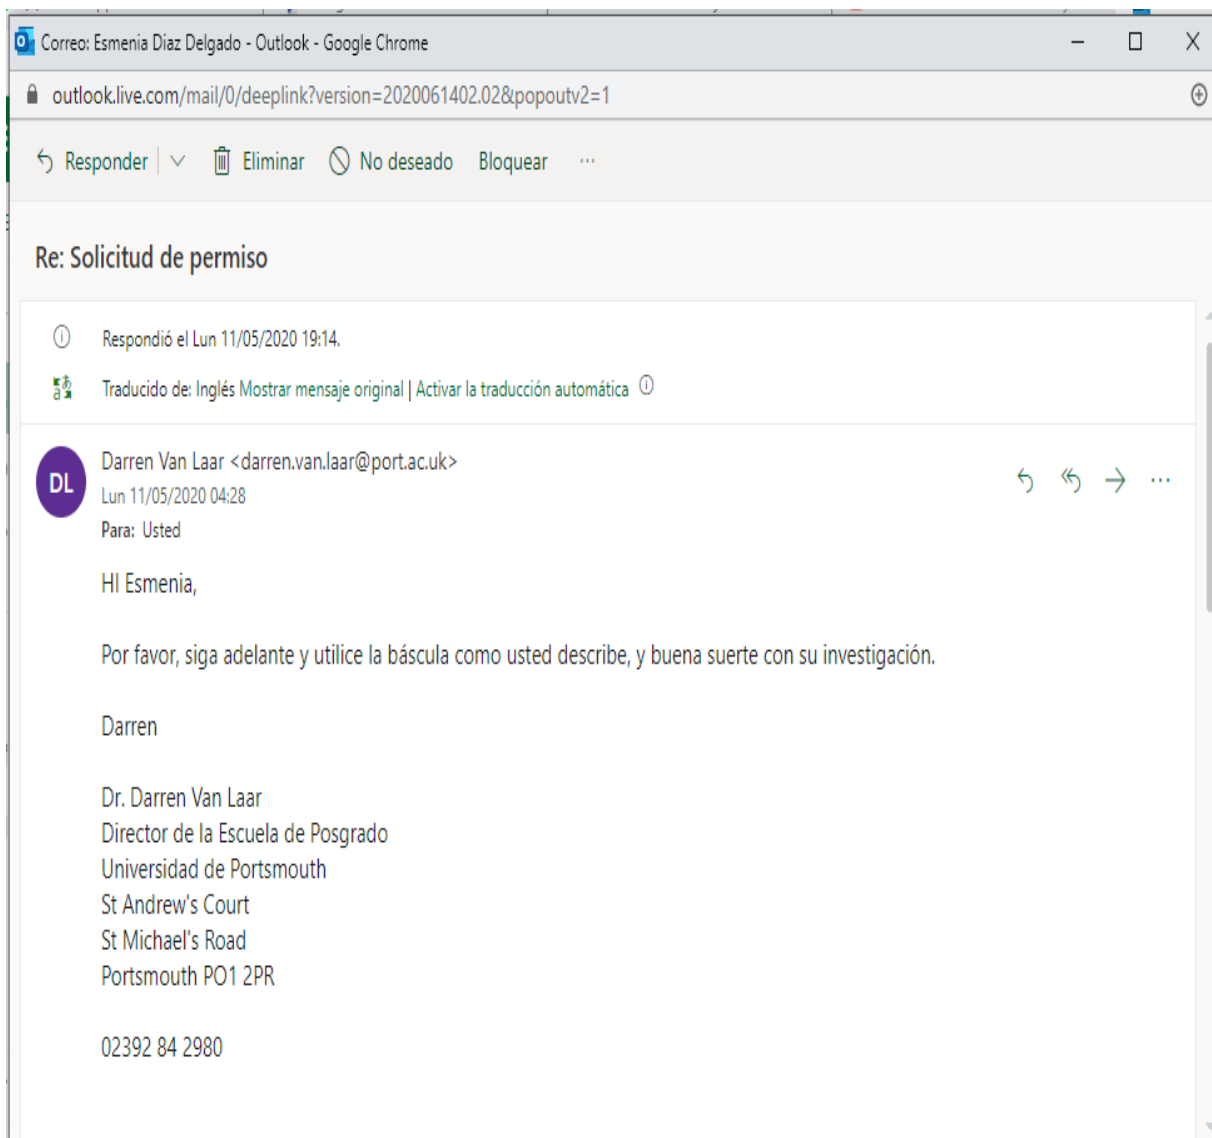 Correo: Esmenia Diaz Delgado - Outlook - Google Chrome
outlook.live.com/mail/0/deeplink?version=2020061402.02&popoutv2=1
Responder Eliminar No deseado Bloquear ...
Re: Solicitud de permiso
Respondió el Lun 11/05/2020 19:14.
Traducido de: Inglés Mostrar mensaje original | Activar la traducción automática
DL
Darren Van Laar <darren.van.laar@port.ac.uk>
Lun 11/05/2020 04:28
Para: Usted
HI Esmenia,
Por favor, siga adelante y utilice la báscula como usted describe, y buena suerte con su investigación.
Darren
Dr. Darren Van Laar
Director de la Escuela de Posgrado
Universidad de Portsmouth
St Andrew's Court
St Michael's Road
Portsmouth PO1 2PR
02392 84 2980